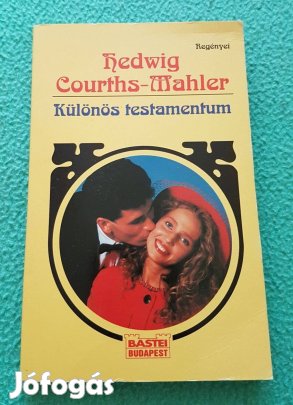 Regényei
Hedwig
Courths-Mahler
Különös testamentum
BASTEI
BUDAPEST
Jófogás